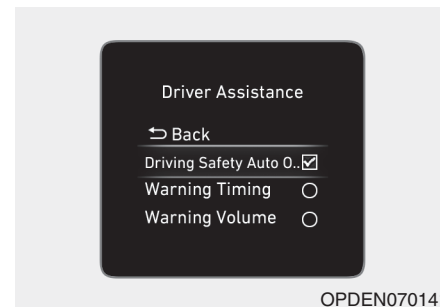 Driver Assistance
Back
Driving Safety Auto O..
Warning Timing
Warning Volume
OPDEN07014